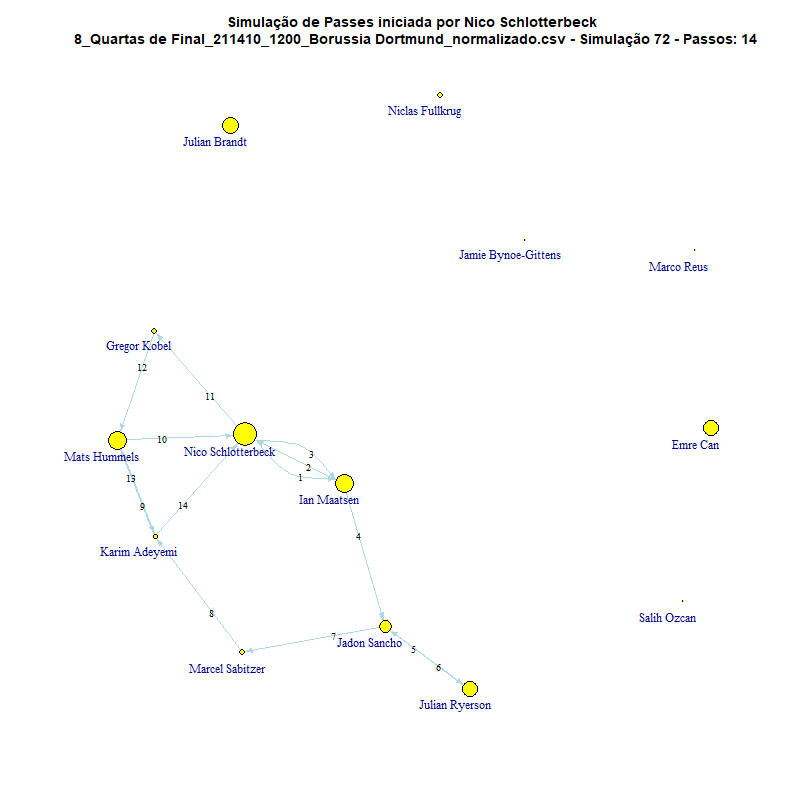 Simulação de Passes iniciada por Nico Schlotterbeck
8_Quartas de Final_211410_1200_Borussia Dortmund_normalizado.csv - Simulação 72 - Passos: 14
Niclas Fullkrug
Julian Brandt
Jamie Bynoe-Gittens
Marco Reus
Gregor Kobel
12
11
10
Mats Hummels
Nico Schlotterbeck
3
2
1
13
Ian Maatsen
Emre Can
9
14
4
Karim Adeyemi
8
Salih Ozcan
7
Jadon Sancho
5
6
Marcel Sabitzer
Julian Ryerson